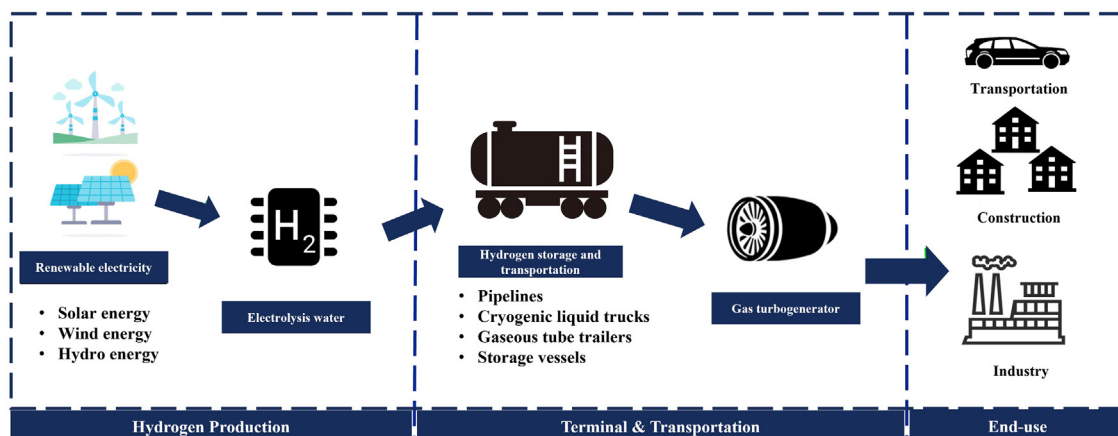 Renewable electricity
• Solar energy
• Wind energy
• Hydro energy
H2
Electrolysis water
Hydrogen storage and
transportation
• Pipelines
• Cryogenic liquid trucks
• Gaseous tube trailers
• Storage vessels
Gas turbogenerator
Transportation
Construction
Industry
Hydrogen Production
Terminal & Transportation
End-use